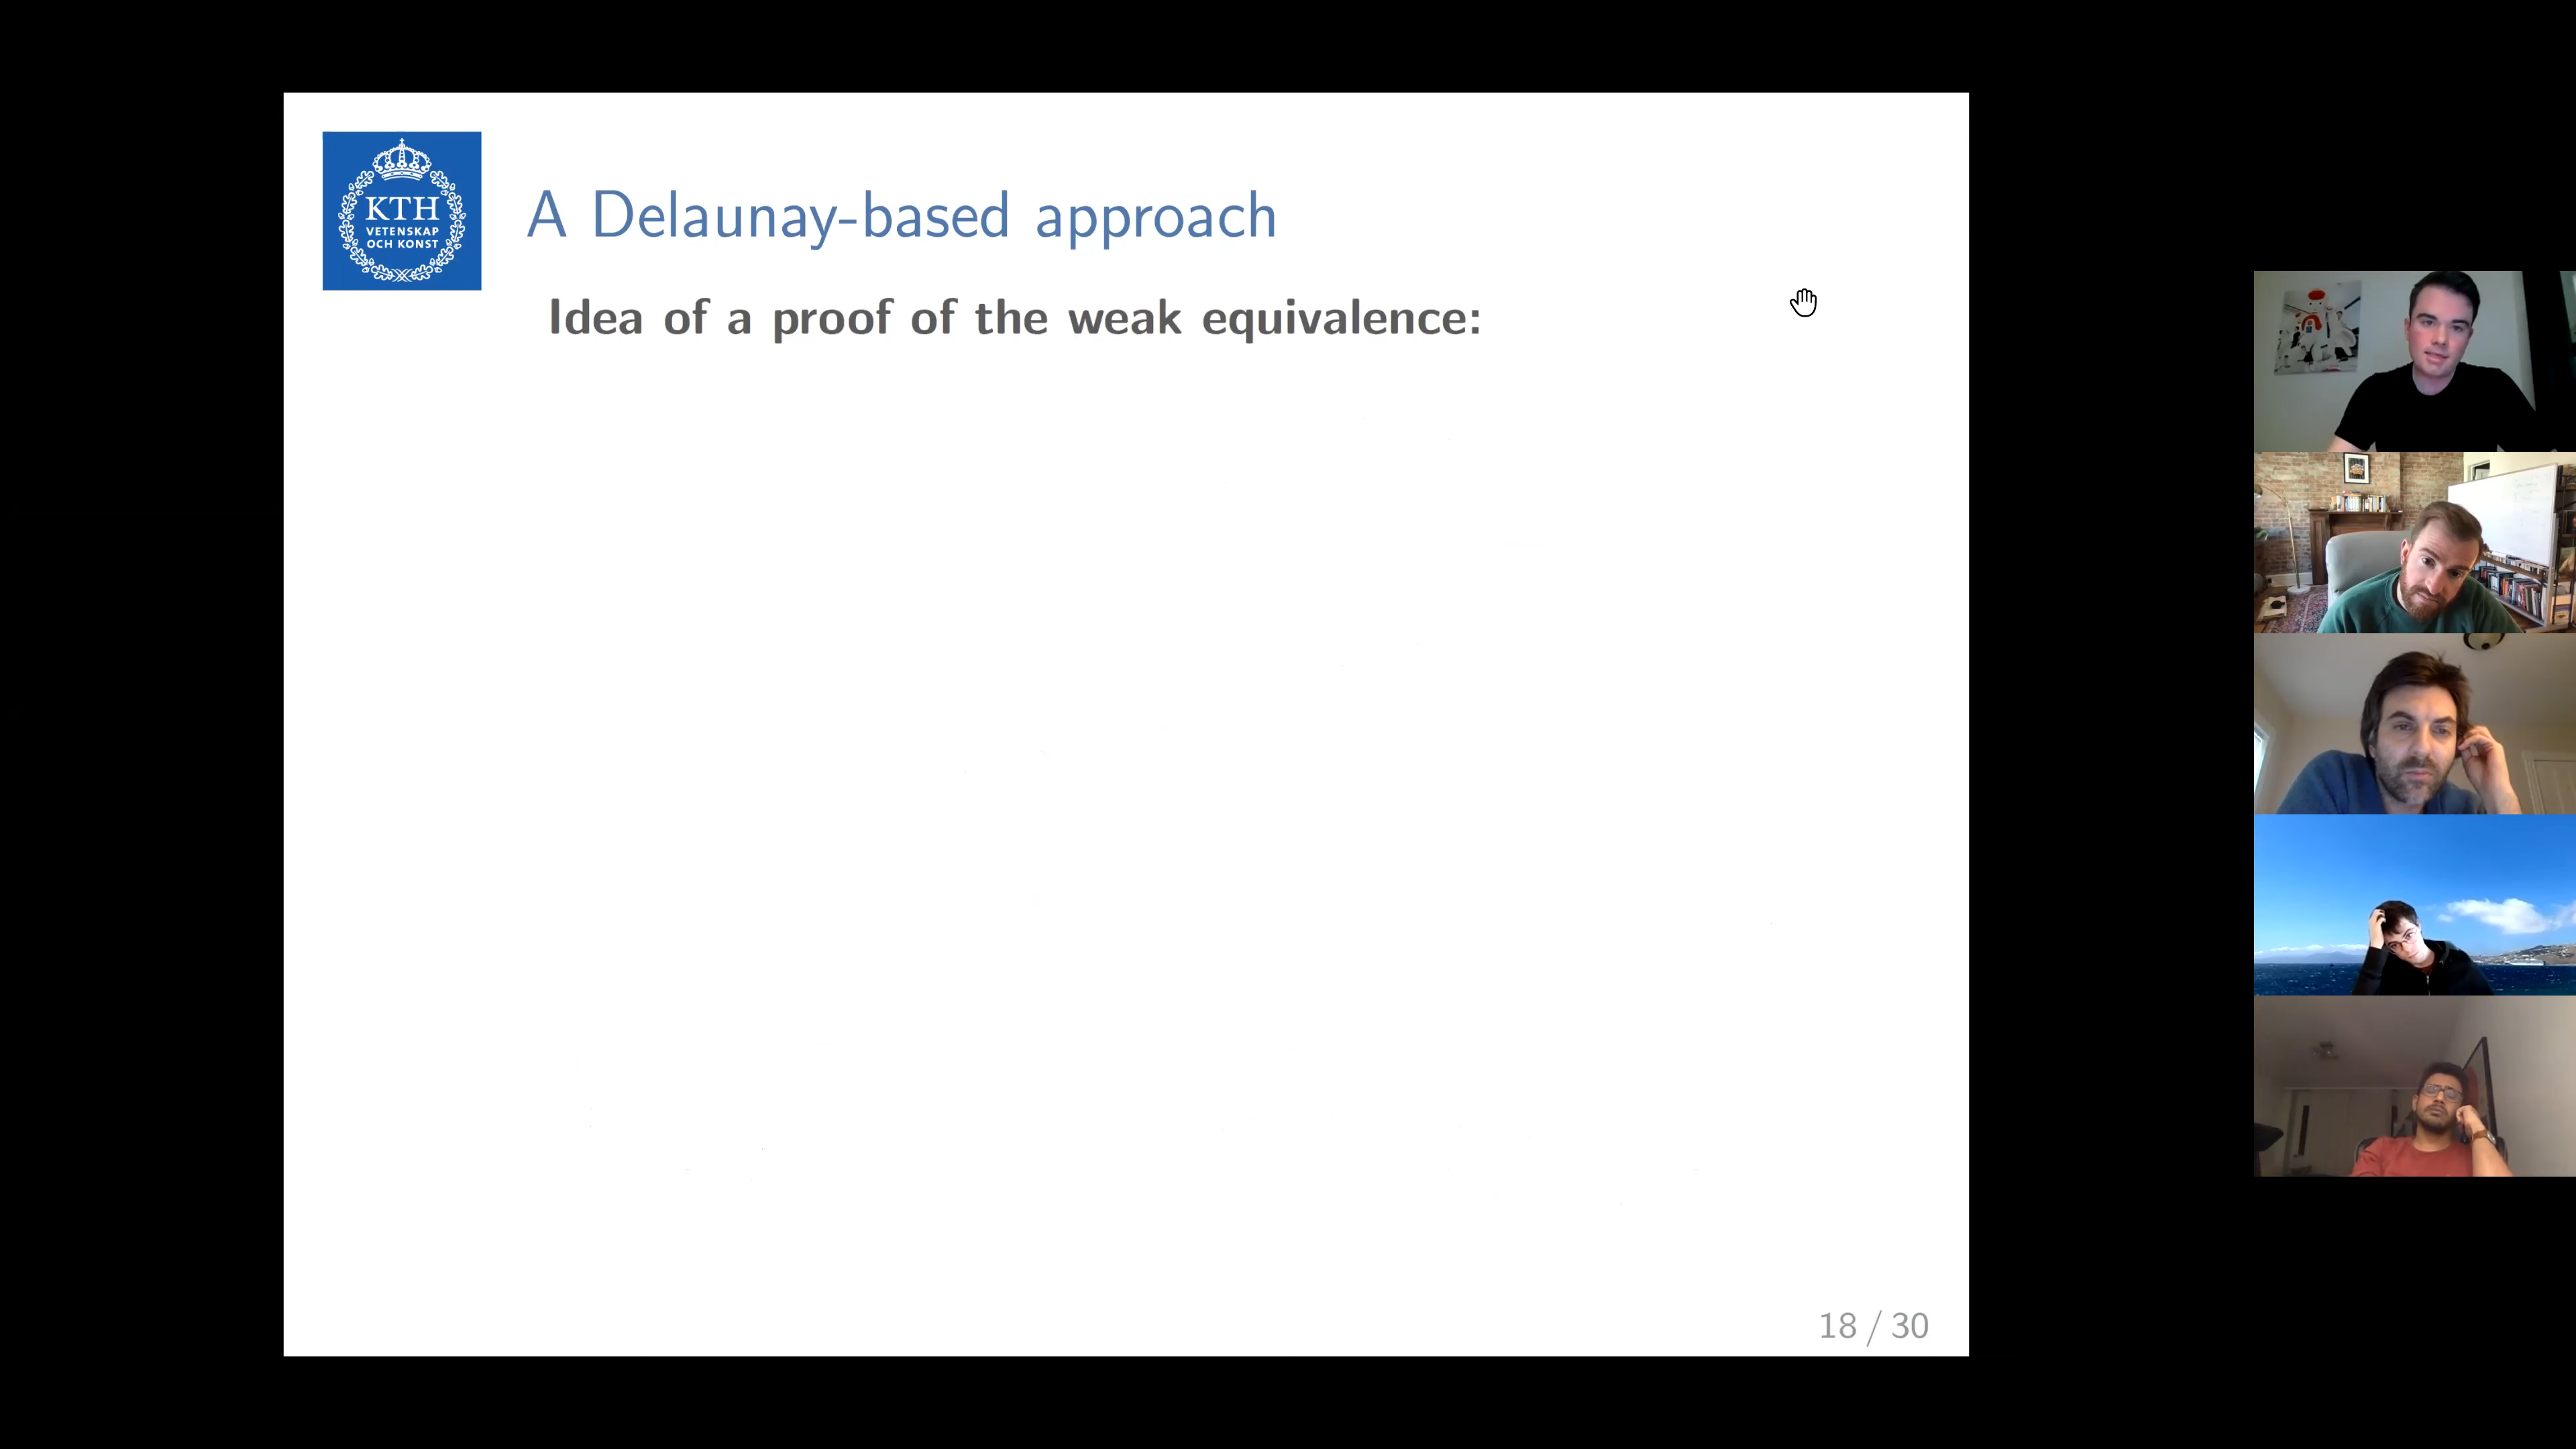 KTH
VETENSKAP
OCH KONST
A Delaunay-based approach
Idea of a proof of the weak equivalence:
18 / 30